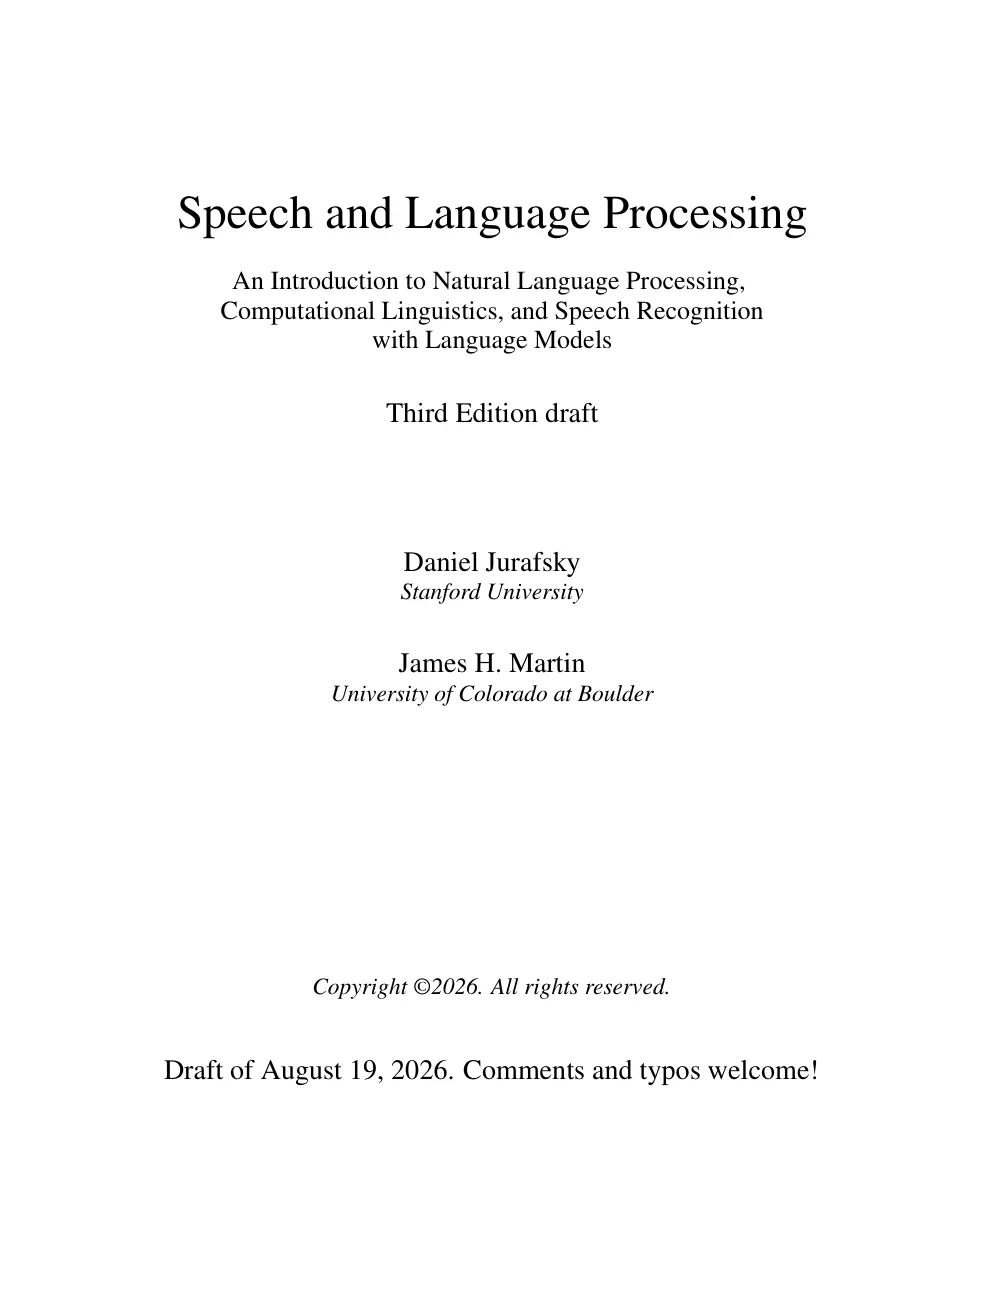 Speech and Language Processing
An Introduction to Natural Language Processing,
Computational Linguistics, and Speech Recognition
with Language Models
Third Edition draft
Daniel Jurafsky
Stanford University
James H. Martin
University of Colorado at Boulder
Copyright ©2026. All rights reserved.
Draft of August 19, 2026. Comments and typos welcome!